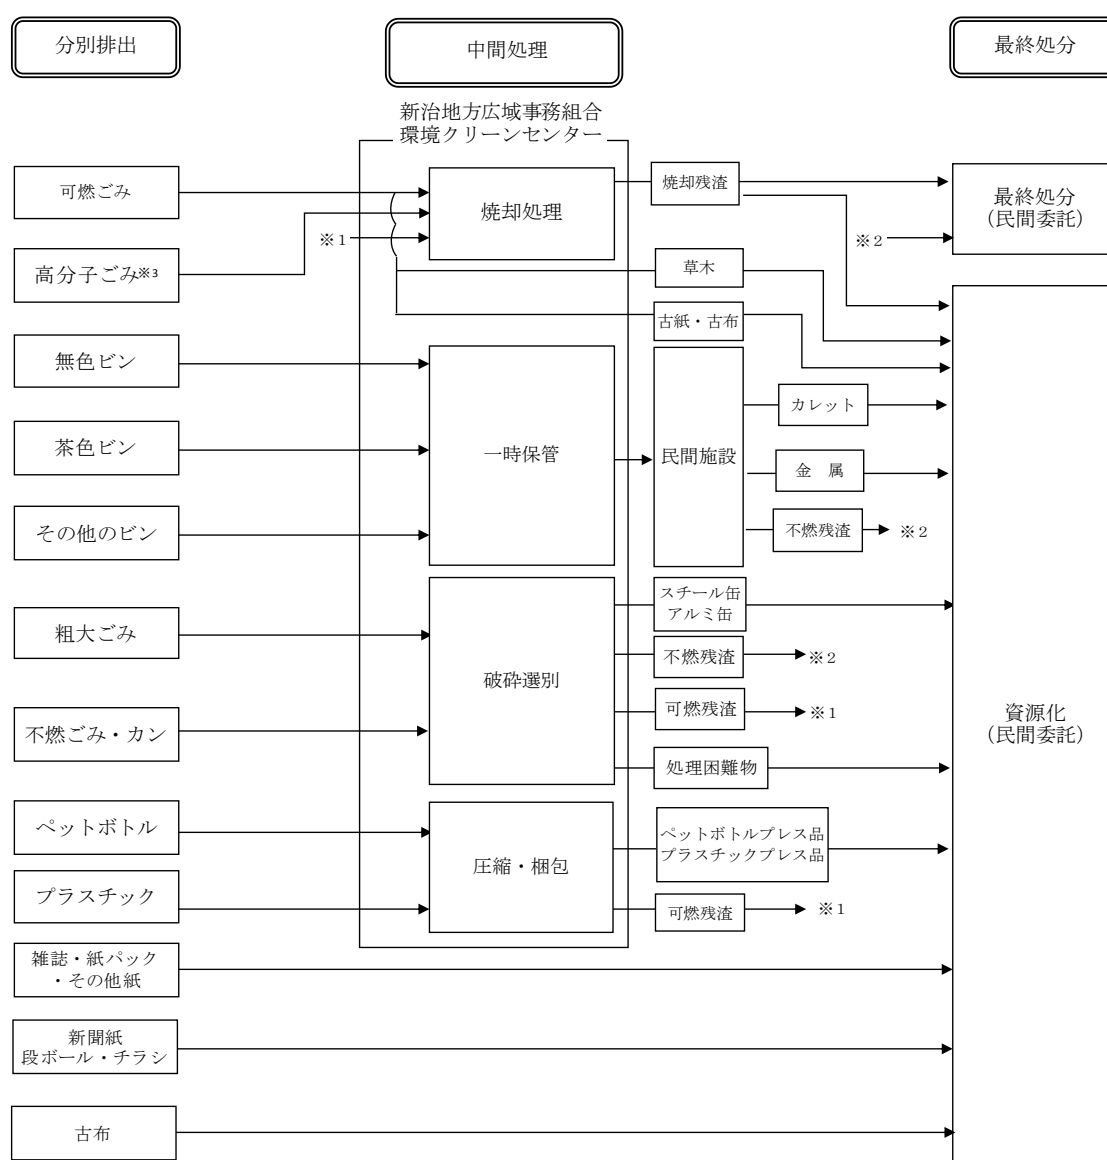 分別排出
中間処理
最終処分
新治地方広域事務組合
環境クリーンセンター
可燃ごみ
焼却処理
焼却残渣
最終処分
（民間委託）
※1
※2
高分子ごみ※3
草木
古紙・古布
無色ビン
茶色ビン
その他のビン
一時保管
民間施設
カレット
金　属
不燃残渣
※2
粗大ごみ
不燃ごみ・カン
破砕選別
スチール缶
アルミ缶
不燃残渣
※2
可燃残渣
※1
処理困難物
資源化
（民間委託）
ペットボトル
プラスチック
圧縮・梱包
ペットボトルプレス品
プラスチックプレス品
可燃残渣
※1
雑誌・紙パック
・その他紙
新聞紙
段ボール・チラシ
古布